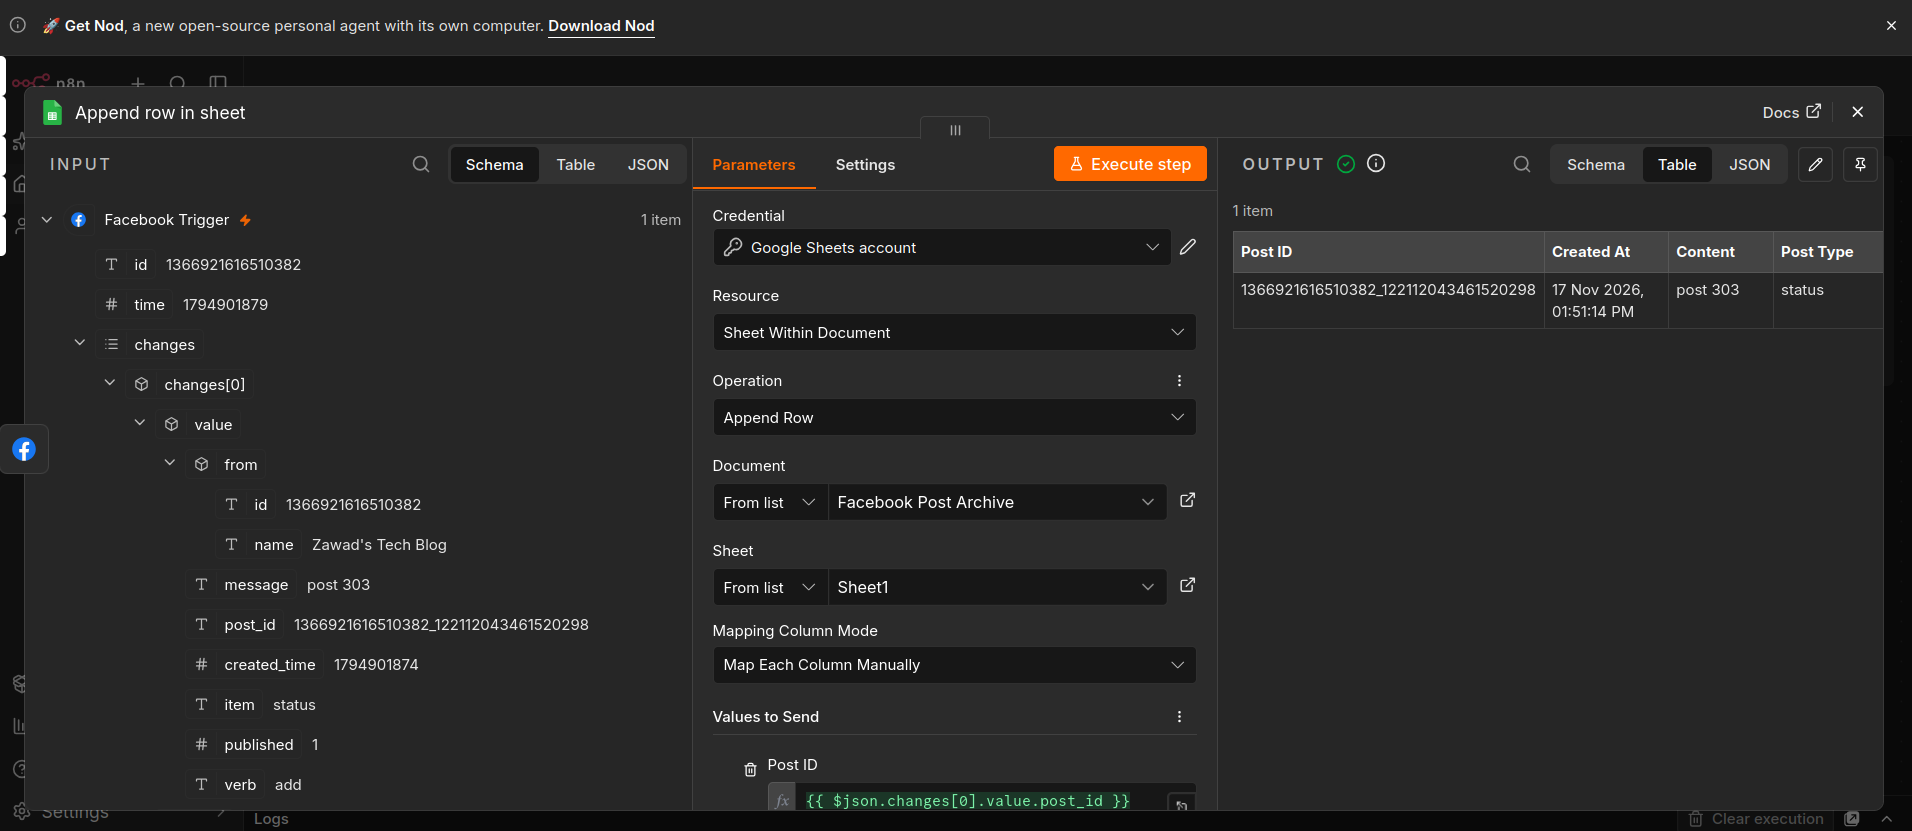 🚀 Get Nod, a new open-source personal agent with its own computer. Download Nod
n8n
Append row in sheet
Docs
INPUT
Schema
Table
JSON
Facebook Trigger
1 item
id 1366921616510382
time 1794901879
changes
changes[0]
value
from
id 1366921616510382
name Zawad's Tech Blog
message post 303
post_id 1366921616510382_122112043461520298
created_time 1794901874
item status
published 1
verb add
Parameters
Settings
Execute step
Credential
Google Sheets account
Resource
Sheet Within Document
Operation
Append Row
Document
From list
Facebook Post Archive
Sheet
From list
Sheet1
Mapping Column Mode
Map Each Column Manually
Values to Send
Post ID
fx {{ $json.changes[0].value.post_id }}
OUTPUT
Schema
Table
JSON
1 item
Post ID Created At Content Post Type
1366921616510382_122112043461520298 17 Nov 2026, post 303 status
01:51:14 PM
Settings
Logs
Clear execution